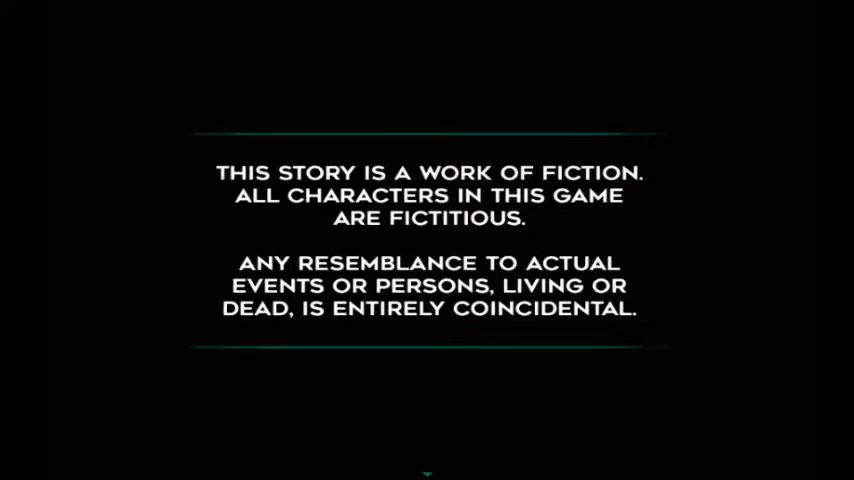 THIS STORY IS A WORK OF FICTION.
ALL CHARACTERS IN THIS GAME
ARE FICTITIOUS.
ANY RESEMBLANCE TO ACTUAL
EVENTS OR PERSONS, LIVING OR
DEAD, IS ENTIRELY COINCIDENTAL.